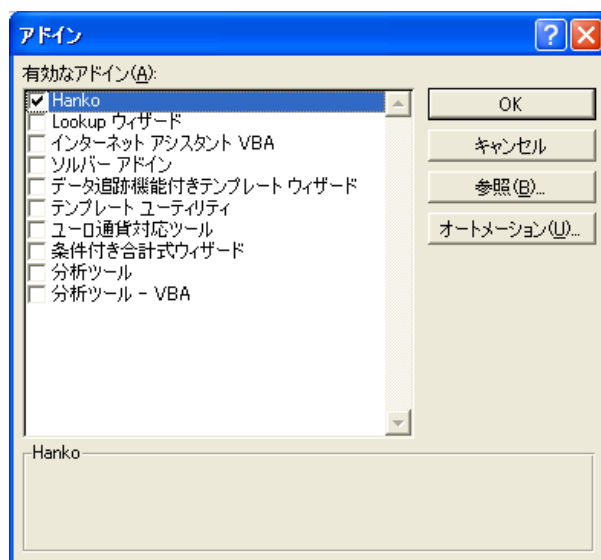 アドイン
有効なアドイン(A):
Hanko
Lookup ウィザード
インターネット アシスタント VBA
ソルバー アドイン
データ追跡機能付きテンプレート ウィザード
テンプレート ユーティリティ
ユーロ通貨対応ツール
条件付き合計式ウィザード
分析ツール
分析ツール - VBA
OK
キャンセル
参照(B)...
オートメーション(U)...
Hanko